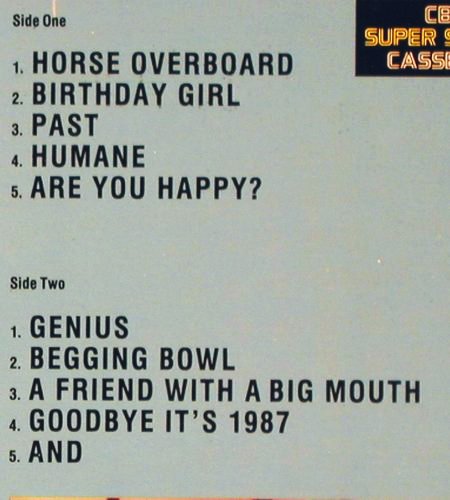 Side One
1. HORSE OVERBOARD
2. BIRTHDAY GIRL
3. PAST
4. HUMANE
5. ARE YOU HAPPY?
SUPER
Side Two
1. GENIUS
2. BEGGING BOWL
3. A FRIEND WITH A BIG MOUTH
4. GOODBYE IT'S 1987
5. AND